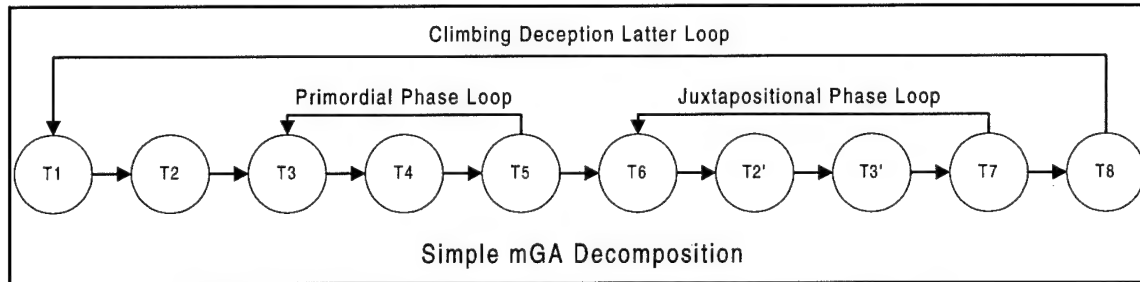 Climbing Deception Latter Loop
Primordial Phase Loop
Juxtapositional Phase Loop
T1 T2 T3 T4 T5 T6 T2' T3' T7 T8
Simple mGA Decomposition